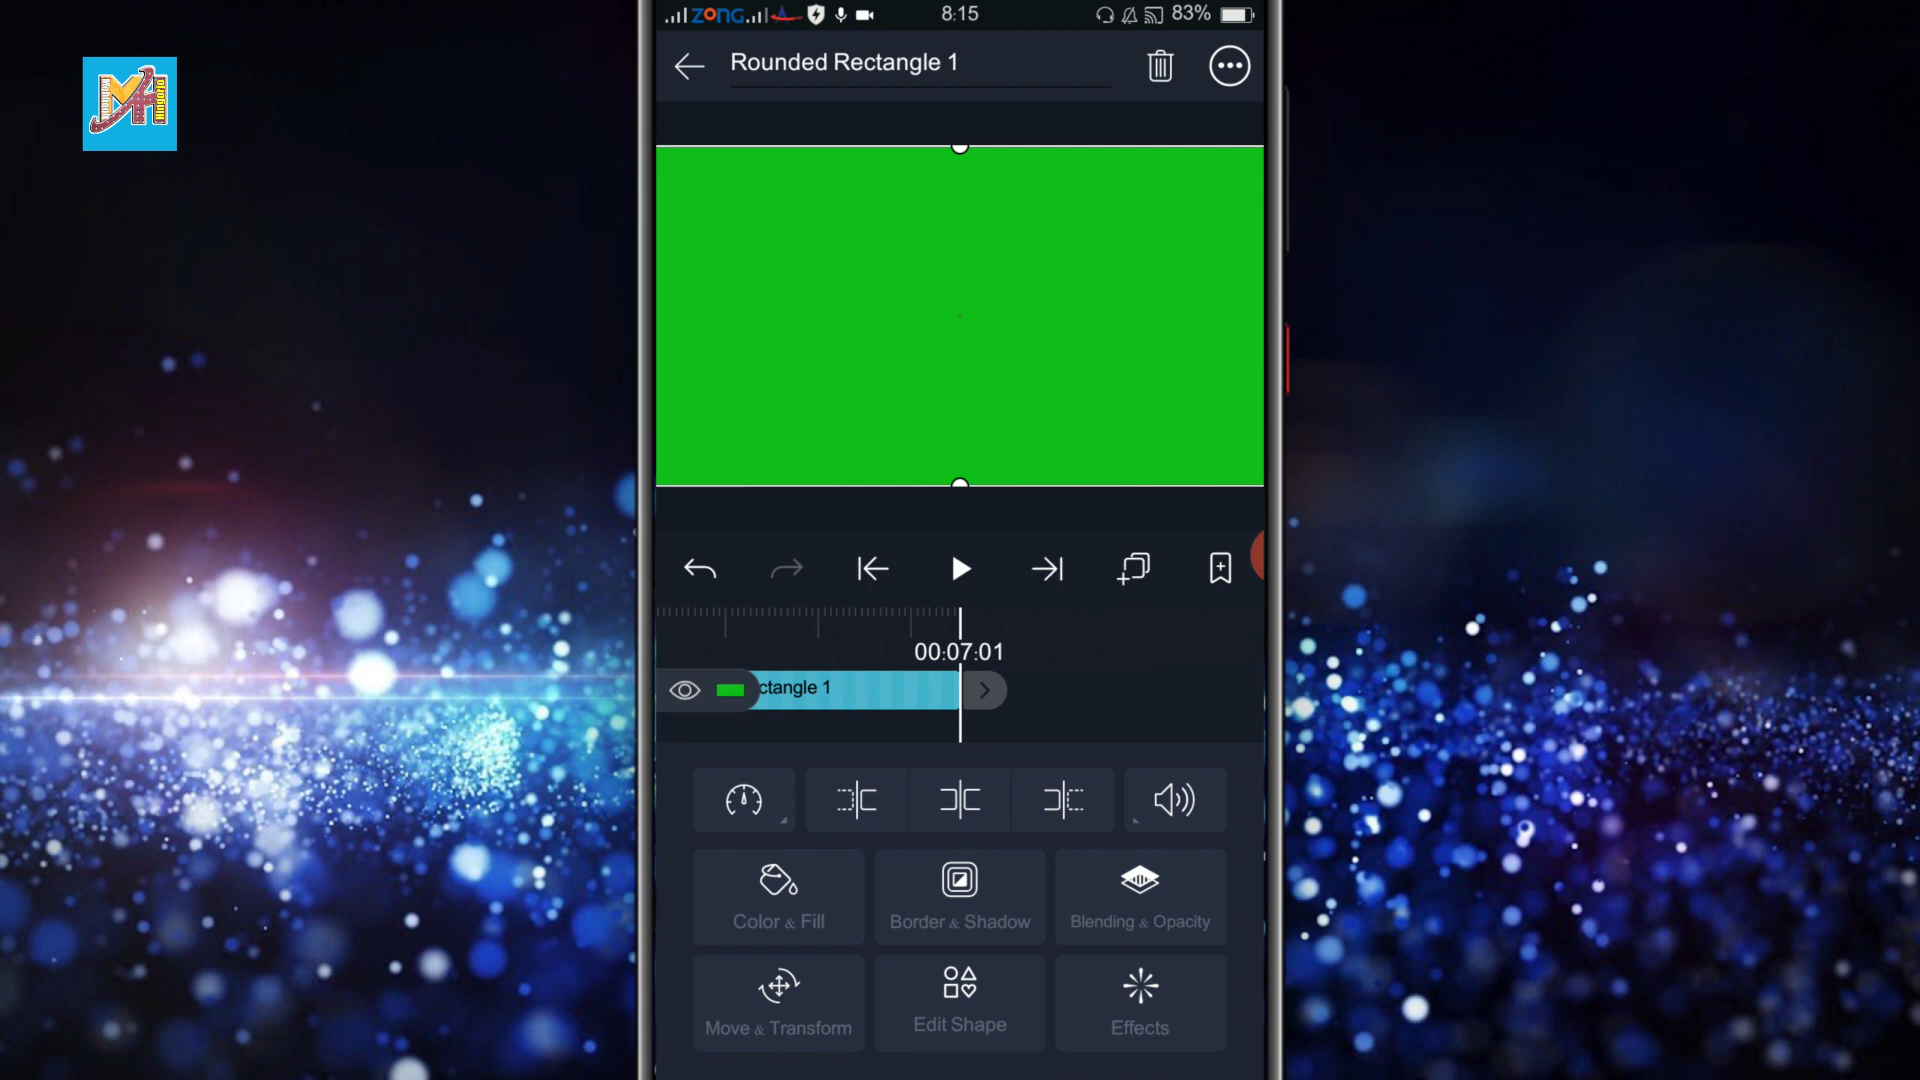 ZONG 8:15 83%
Rounded Rectangle 1
00:07:01
ctangle 1
Color & Fill
Border & Shadow
Blending & Opacity
Move & Transform
Edit Shape
Effects